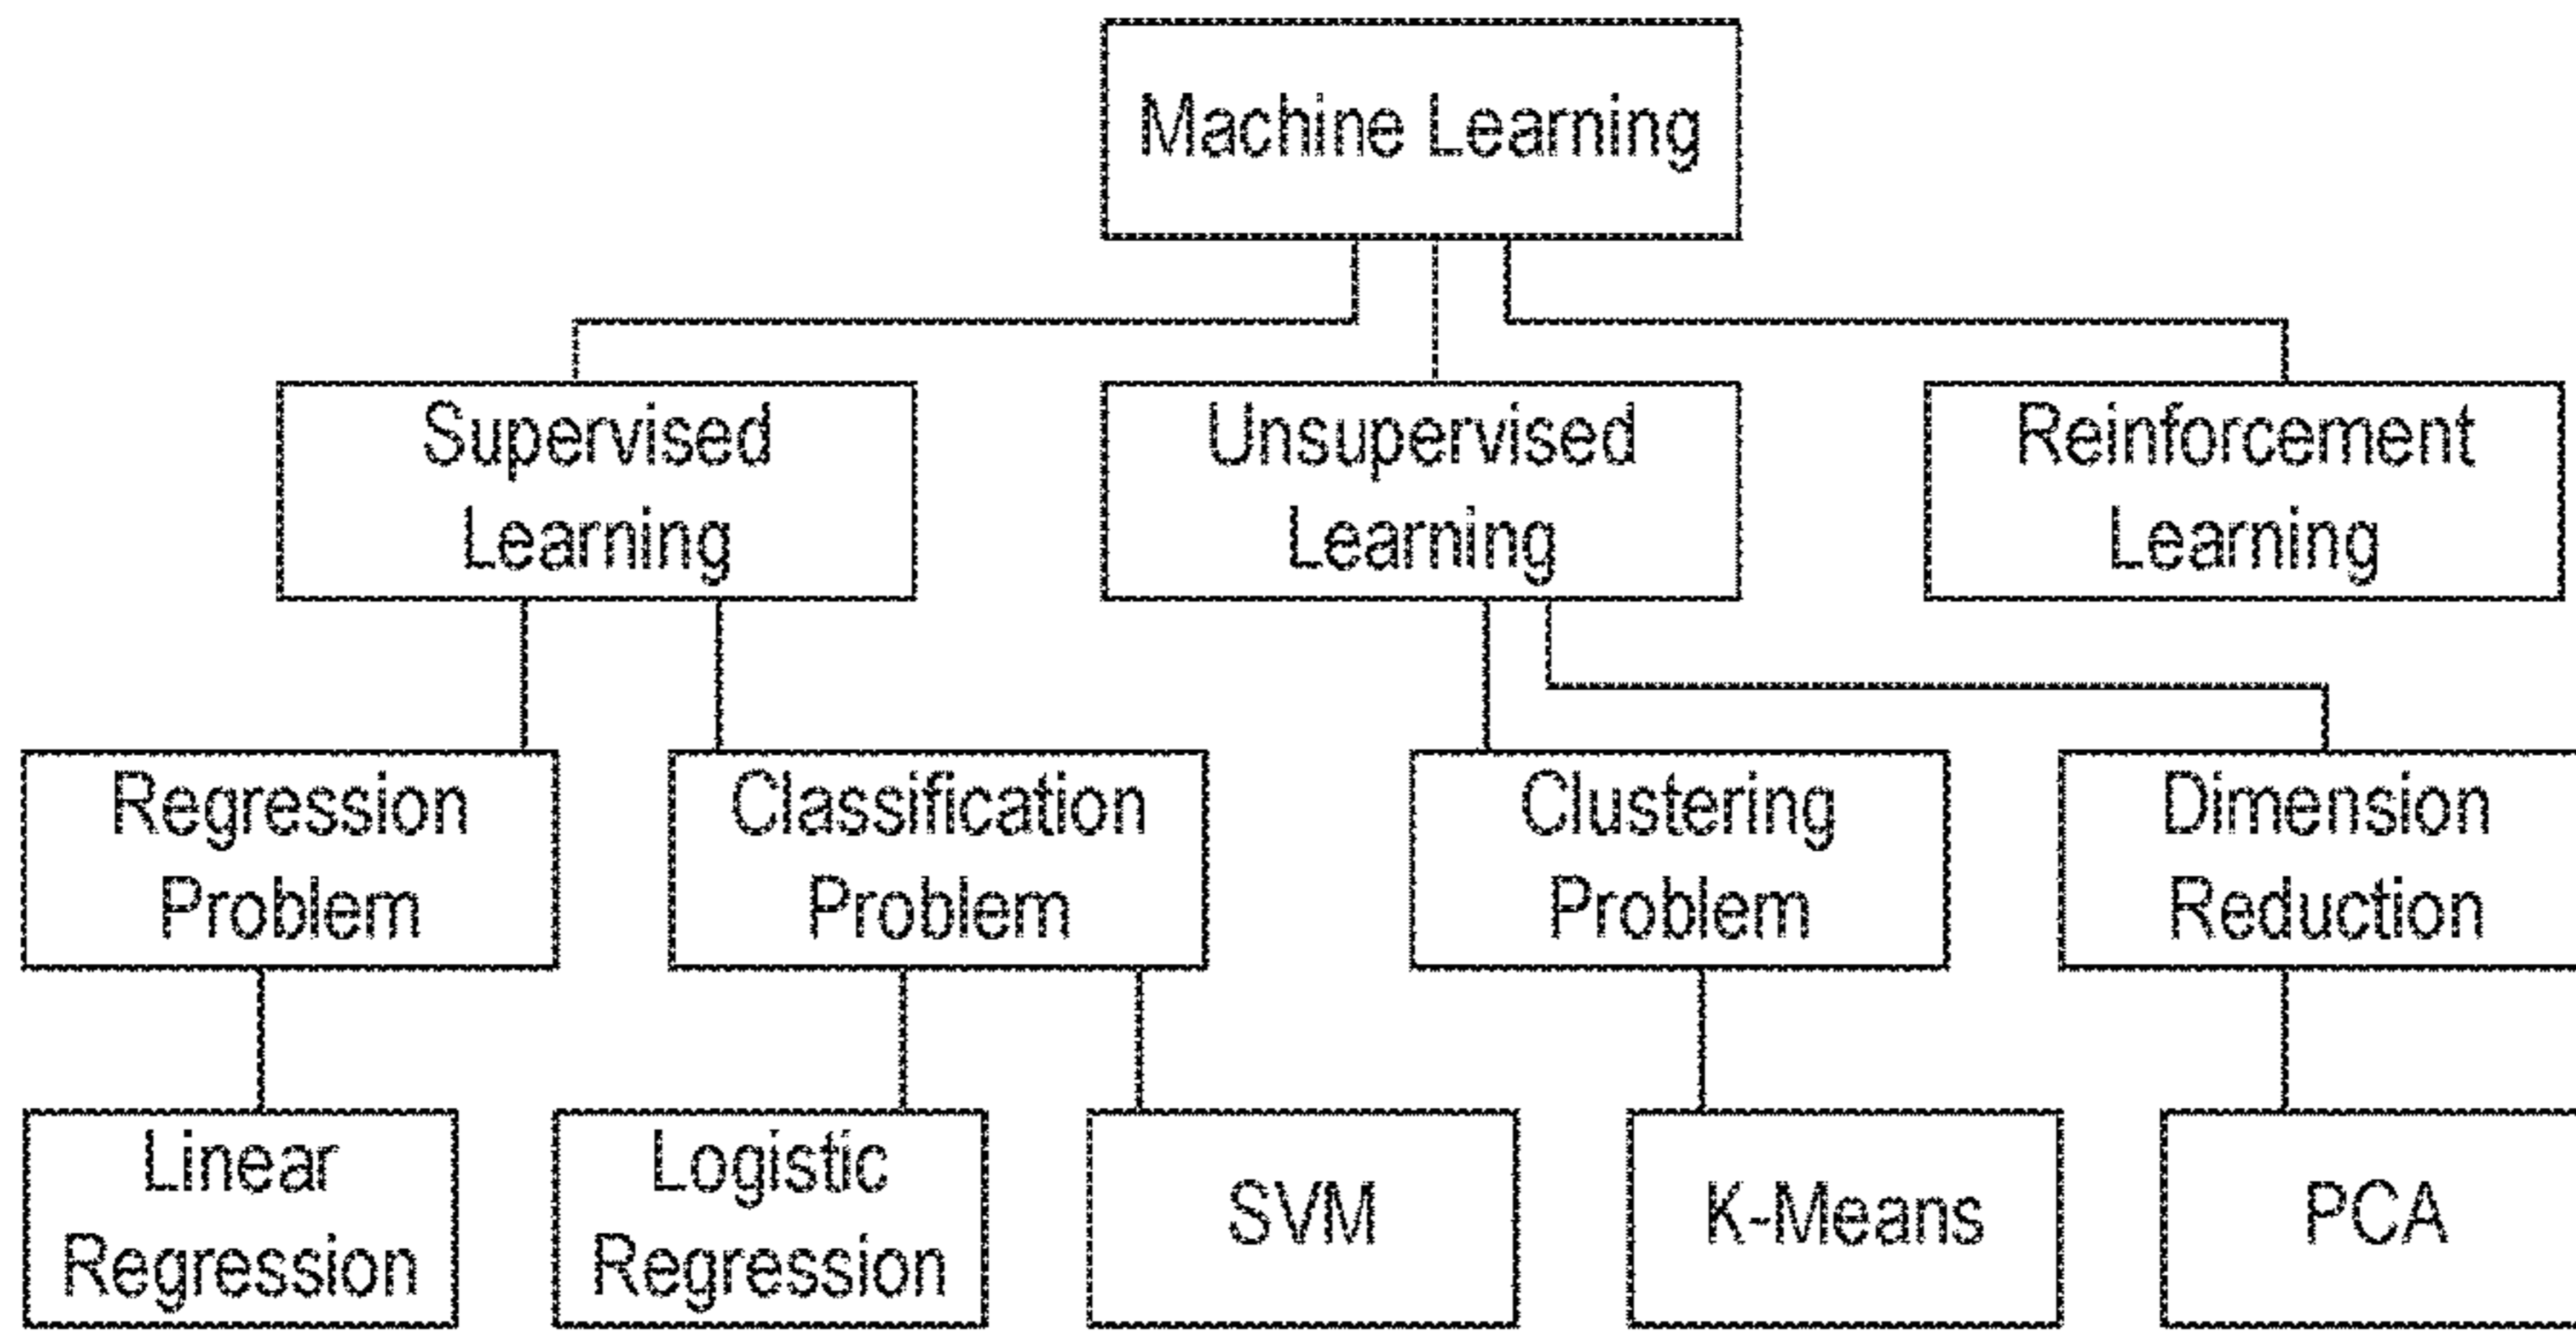 Machine Learning
Supervised
Learning
Unsupervised
Learning
Reinforcement
Learning
Regression
Problem
Classification
Problem
Clustering
Problem
Dimension
Reduction
Linear
Regression
Logistic
Regression
SVM
K-Means
PCA